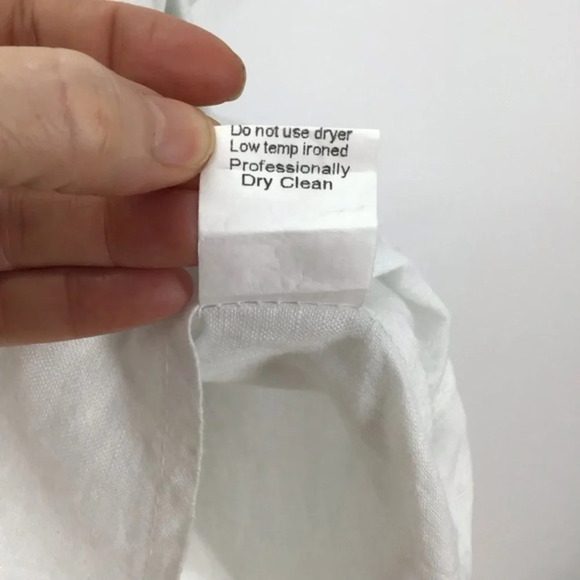 Do not use dryer
Low temp ironed
Professionally
Dry Clean